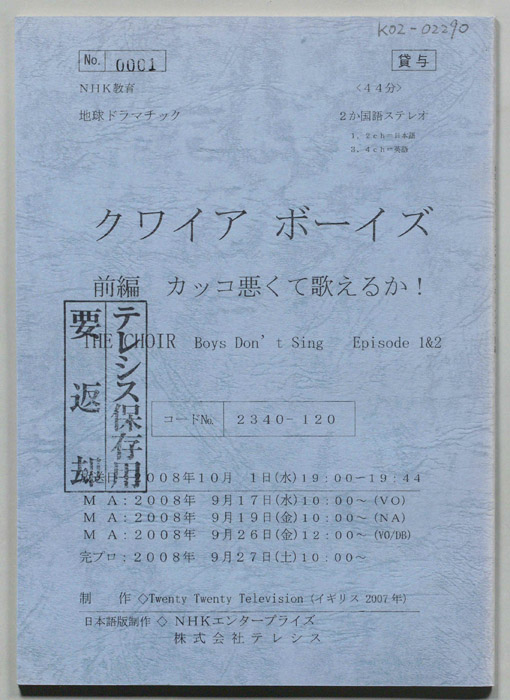 K02-02290
No. 0001
貸与
NHK教育
<44分>
地球ドラマチック
2か国語ステレオ
1、2ch=日本語
3、4ch=英語
クワイア ボーイズ
前編 カッコ悪くて歌えるか!
THE CHOIR Boys Don't Sing Episode 1&2
テレシス保存用
要返却
コードNo. 2340-120
日:2008年10月 1日(水)19:00-19:44
MA:2008年 9月17日(水)10:00~(VO)
MA:2008年 9月19日(金)10:00~(NA)
MA:2008年 9月26日(金)12:00~(VO/DB)
完プロ:2008年 9月27日(土)10:00~
制 作◇Twenty Twenty Television(イギリス 2007年)
日本語版制作◇NHKエンタープライズ
株式会社テレシス